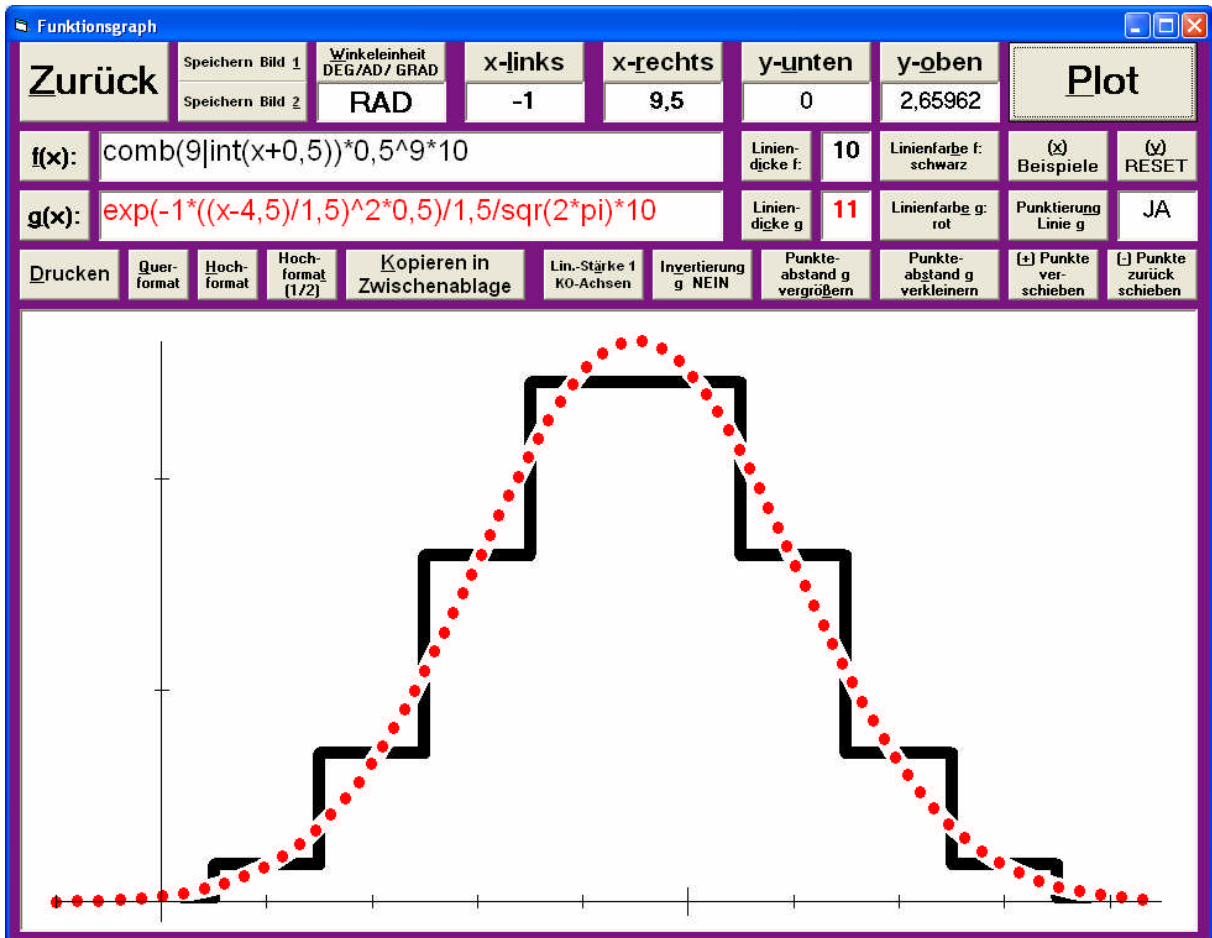 Funktionsgraph
Zurück
Speichern Bild 1
Speichern Bild 2
Winkeleinheit
DEG/AD/ GRAD
RAD
x-links
-1
x-rechts
9,5
y-unten
0
y-oben
2,65962
Plot
f(x):
comb(9|int(x+0,5))*0,5^9*10
Linien-
dicke f:
10
Linienfarbe f:
schwarz
(x)
Beispiele
(y)
RESET
g(x):
exp(-1*((x-4,5)/1,5)^2*0,5)/1,5/sqr(2*pi)*10
Linien-
dicke g
11
Linienfarbe g:
rot
Punktierung
Linie g
JA
Drucken
Quer-
format
Hoch-
format
Hoch-
format
(1/2)
Kopieren in
Zwischenablage
Lin.-Stärke 1
KO-Achsen
Invertierung
g NEIN
Punkte-
abstand g
vergrößern
Punkte-
abstand g
verkleinern
(+) Punkte
ver-
schieben
(-) Punkte
zurück
schieben